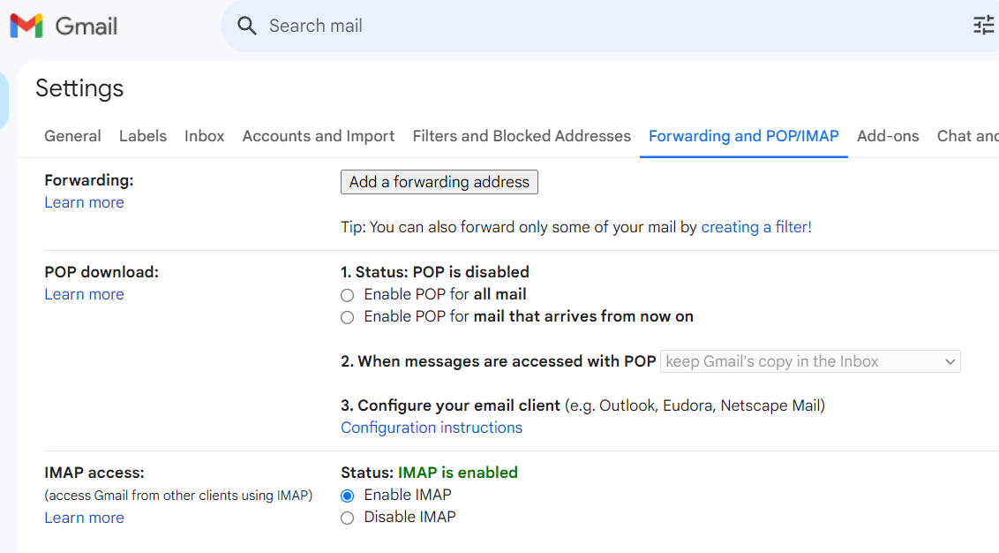 Gmail
Search mail
Settings
General Labels Inbox Accounts and Import Filters and Blocked Addresses Forwarding and POP/IMAP Add-ons Chat and
Forwarding:
Learn more
Add a forwarding address
Tip: You can also forward only some of your mail by creating a filter!
POP download:
Learn more
1. Status: POP is disabled
Enable POP for all mail
Enable POP for mail that arrives from now on
2. When messages are accessed with POP keep Gmail's copy in the Inbox
3. Configure your email client (e.g. Outlook, Eudora, Netscape Mail)
Configuration instructions
IMAP access:
(access Gmail from other clients using IMAP)
Learn more
Status: IMAP is enabled
Enable IMAP
Disable IMAP